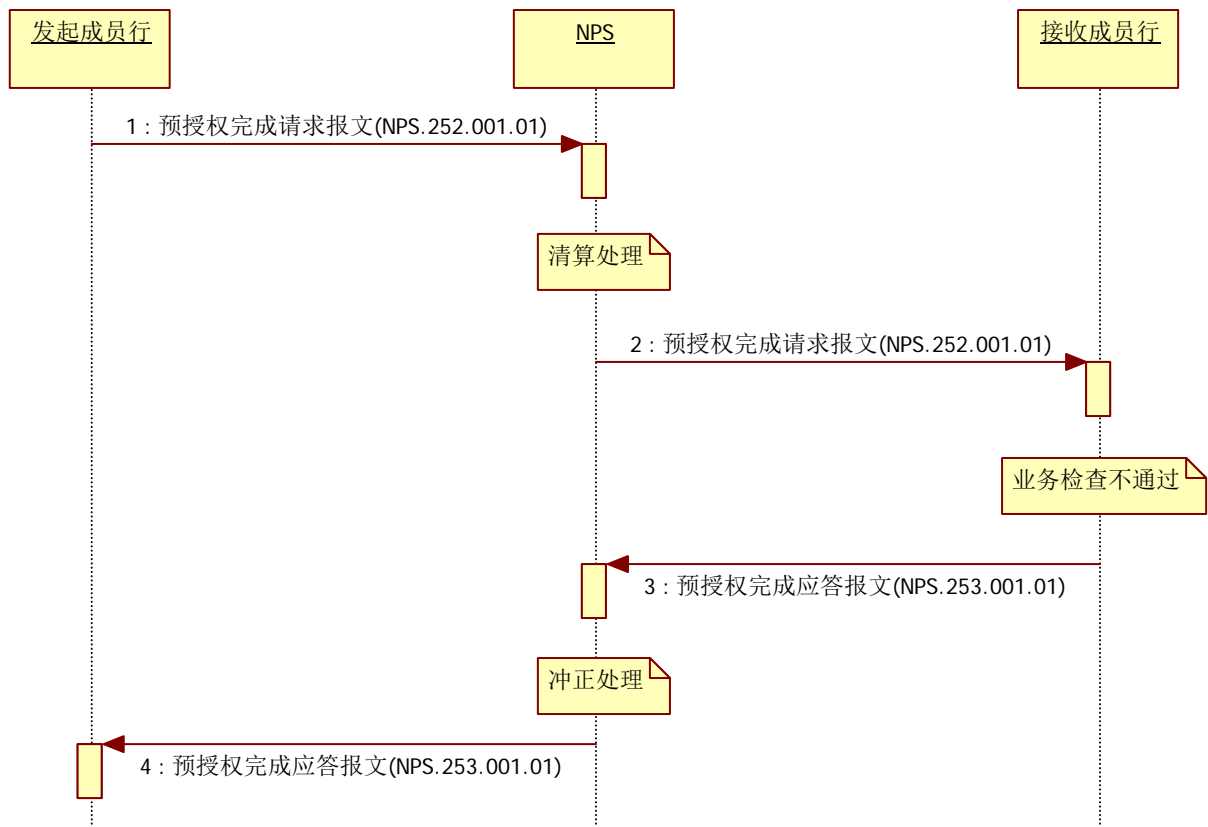 发起成员行
NPS
接收成员行
1 : 预授权完成请求报文(NPS.252.001.01)
清算处理
2 : 预授权完成请求报文(NPS.252.001.01)
业务检查不通过
3 : 预授权完成应答报文(NPS.253.001.01)
冲正处理
4 : 预授权完成应答报文(NPS.253.001.01)